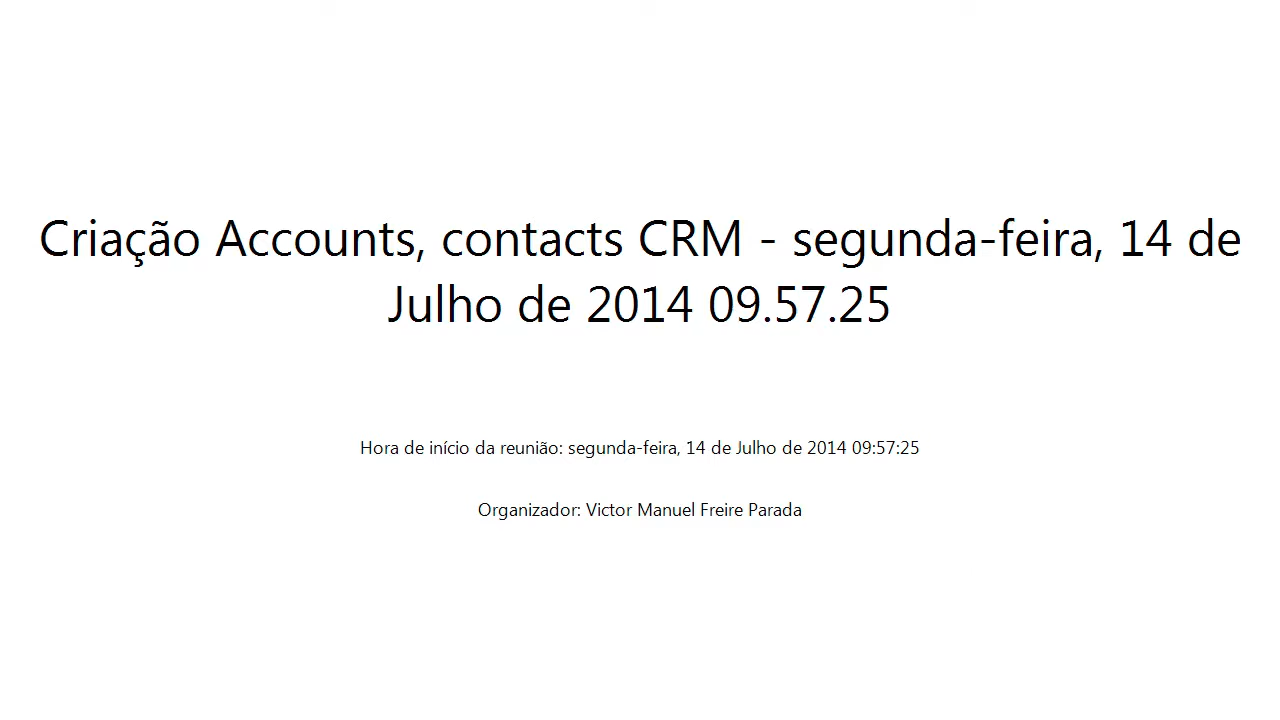 Criação Accounts, contacts CRM - segunda-feira, 14 de
Julho de 2014 09.57.25
Hora de início da reunião: segunda-feira, 14 de Julho de 2014 09:57:25
Organizador: Victor Manuel Freire Parada